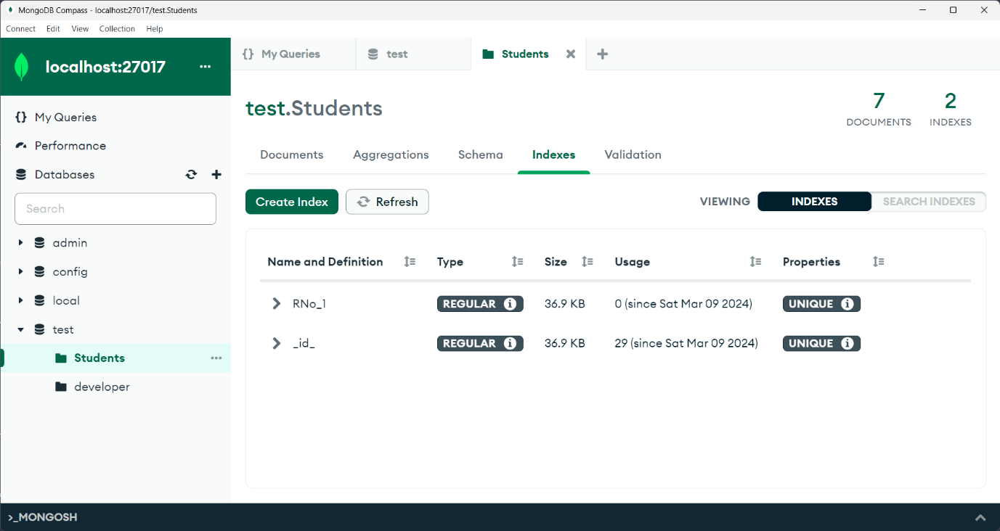 MongoDB Compass - localhost:27017/test.Students
Connect Edit View Collection Help
localhost:27017 ...
{} My Queries
Performance
Databases
Search
admin
config
local
test
Students ...
developer
{} My Queries test Students
test.Students
7 DOCUMENTS
2 INDEXES
Documents Aggregations Schema Indexes Validation
Create Index Refresh VIEWING INDEXES SEARCH INDEXES
Name and Definition Type Size Usage Properties
RNo_1 REGULAR 36.9 KB 0 (since Sat Mar 09 2024) UNIQUE
_id_ REGULAR 36.9 KB 29 (since Sat Mar 09 2024) UNIQUE
>_MONGOSH